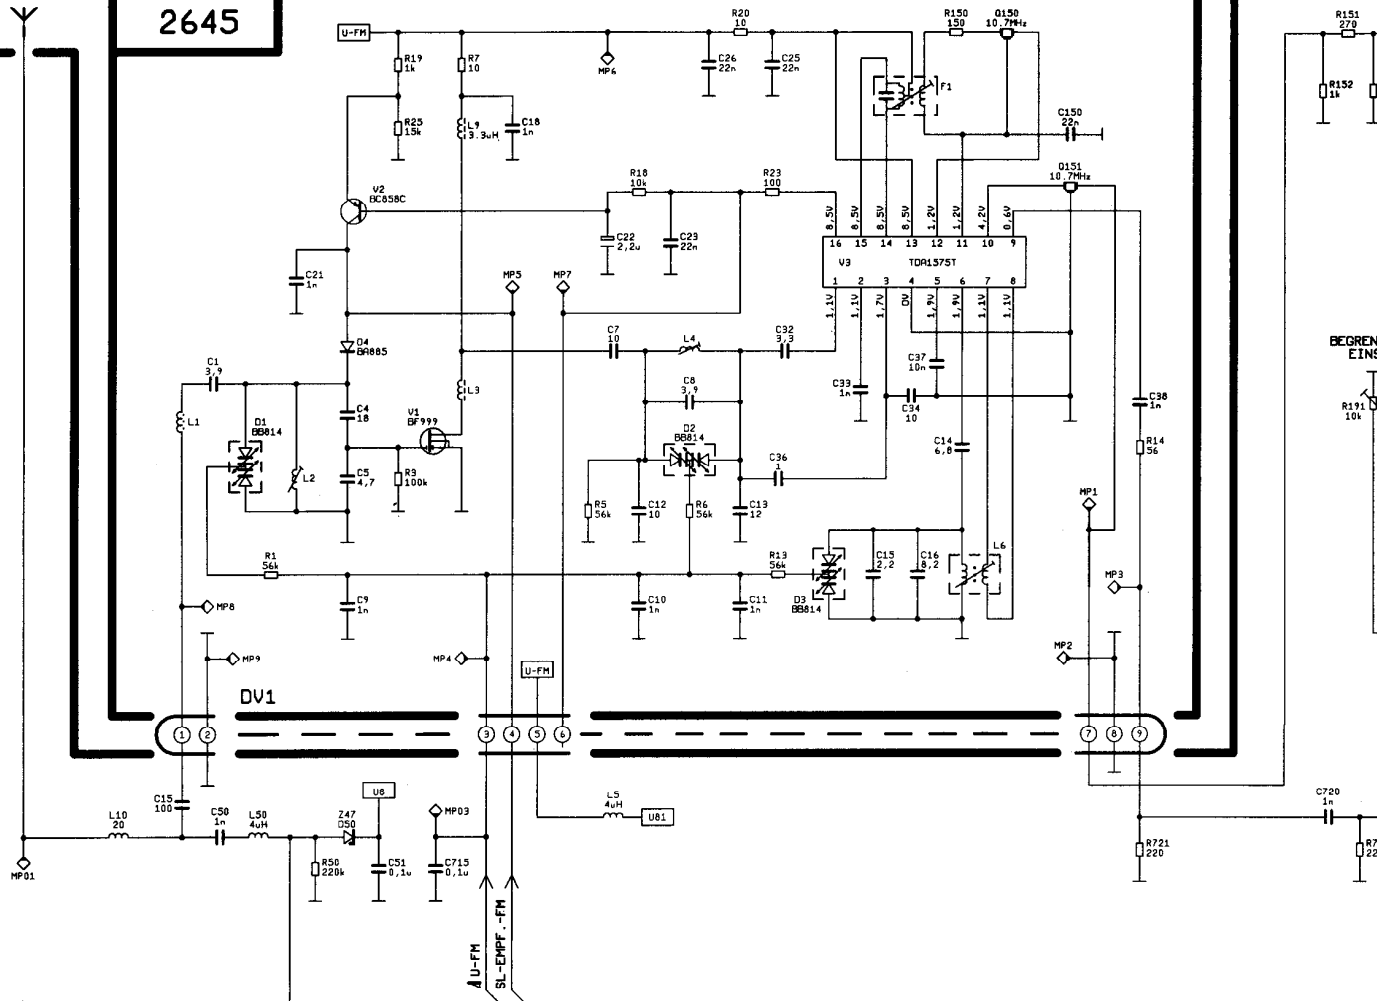 2645
U-FM
R19
1k
R7
10
MP6
R20
10
C26
22n
C25
22n
R150
150
Q150
10.7MHz
R151
270
R152
1k
F1
C150
22n
R25
15k
L9
3.3uH
C18
1n
Q151
10.7MHz
V2
BC858C
R18
10k
R23
100
C22
2,2u
C23
22n
8,5V
8,5V
8,5V
8,5V
1,2V
1,2V
4,2V
0,6V
16 15 14 13 12 11 10 9
V3
TDA1575T
1 2 3 4 5 6 7 8
1,1V
1,1V
1,7V
0V
1,9V
1,9V
1,1V
1,1V
C21
1n
MP5
MP7
D4
BA885
C7
10
L4
C32
3,3
C37
10n
C33
1n
C34
10
C1
3,9
L1
D1
BB814
L2
C4
18
C5
4,7
V1
BF999
L3
R3
100k
C8
3,9
D2
BB814
C36
1
C14
6,8
C38
1n
R14
56
BEGREN
EINS
R191
10k
R5
56k
C12
10
R6
56k
C13
12
MP1
R1
56k
C9
1n
C10
1n
C11
1n
R13
56k
D3
BB814
C15
2,2
C16
8,2
L6
MP3
MP8
MP9
MP4
U-FM
MP2
DV1
1 2 3 4 5 6 7 8 9
C15
100
L10
20
C50
1n
L50
4uH
Z47
D50
U8
MP03
L5
4uH
U81
C720
1n
MP01
R50
220k
C51
0,1u
C715
0,1u
R721
220
R7
22
U-FM
SL-EMPF.-FM